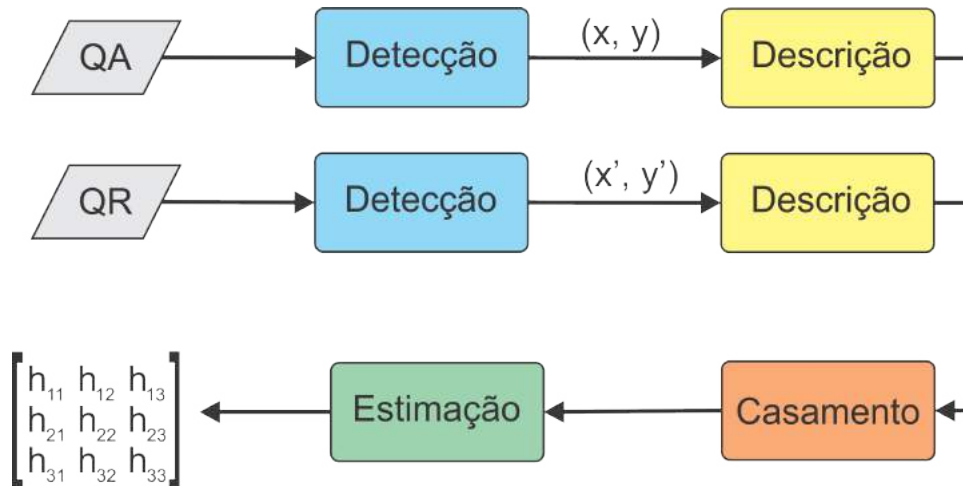 QA Detecção (x, y) Descrição
QR Detecção (x', y') Descrição
h₁₁ h₁₂ h₁₃
h₂₁ h₂₂ h₂₃
h₃₁ h₃₂ h₃₃
Estimação
Casamento